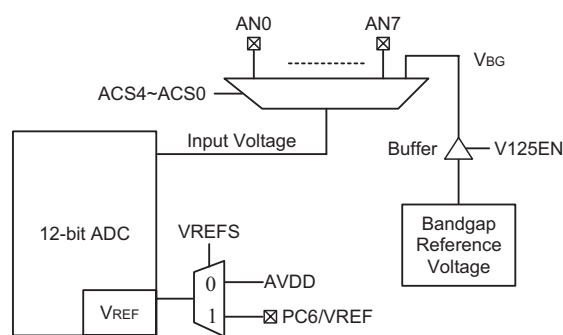 AN0 AN7
VBG
ACS4~ACS0
Input Voltage
Buffer V125EN
12-bit ADC
Bandgap
Reference
Voltage
VREFS
0 AVDD
VREF
1 PC6/VREF